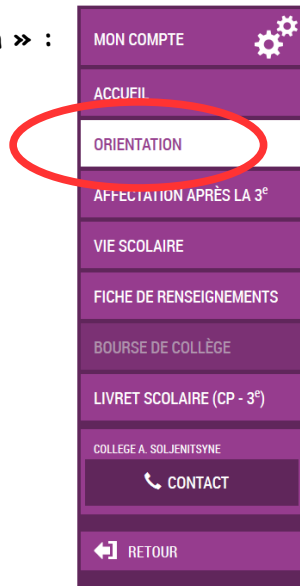 » :
MON COMPTE
ACCUEIL
ORIENTATION
AFFECTATION APRÈS LA 3e
VIE SCOLAIRE
FICHE DE RENSEIGNEMENTS
BOURSE DE COLLÈGE
LIVRET SCOLAIRE (CP - 3e)
COLLEGE A. SOLJENITSYNE
CONTACT
RETOUR